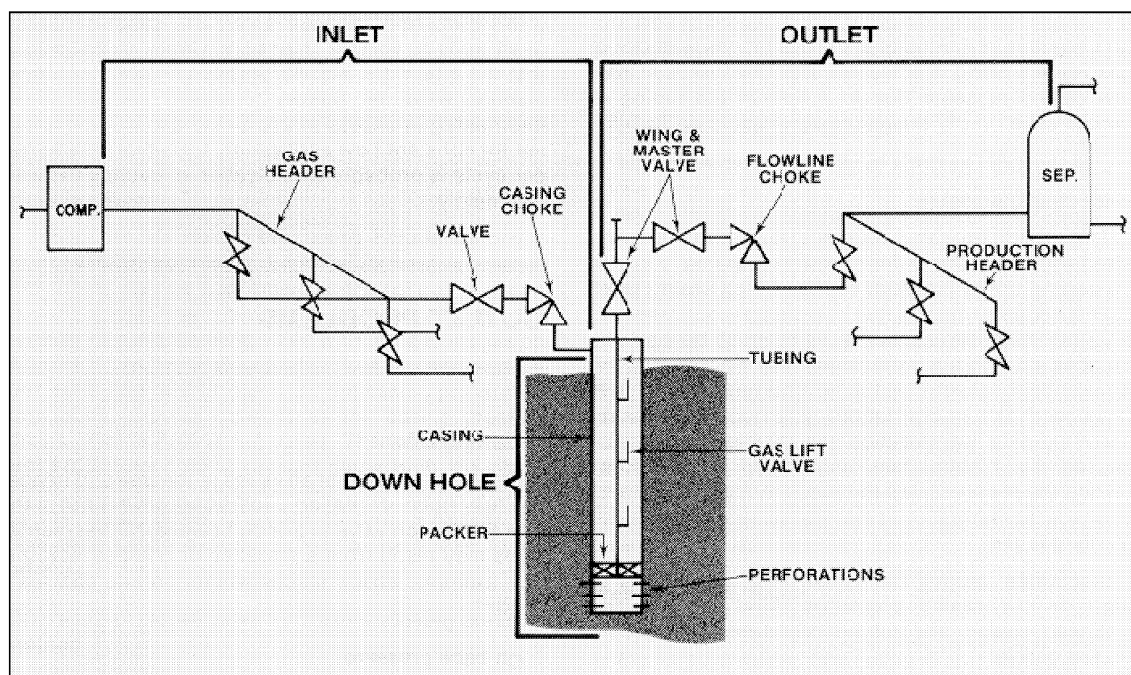 INLET
OUTLET
GAS
HEADER
COMP.
VALVE
CASING
CHOKE
WING &
MASTER
VALVE
FLOWLINE
CHOKE
SEP.
PRODUCTION
HEADER
TUBING
CASING
GAS LIFT
VALVE
DOWN HOLE
PACKER
PERFORATIONS